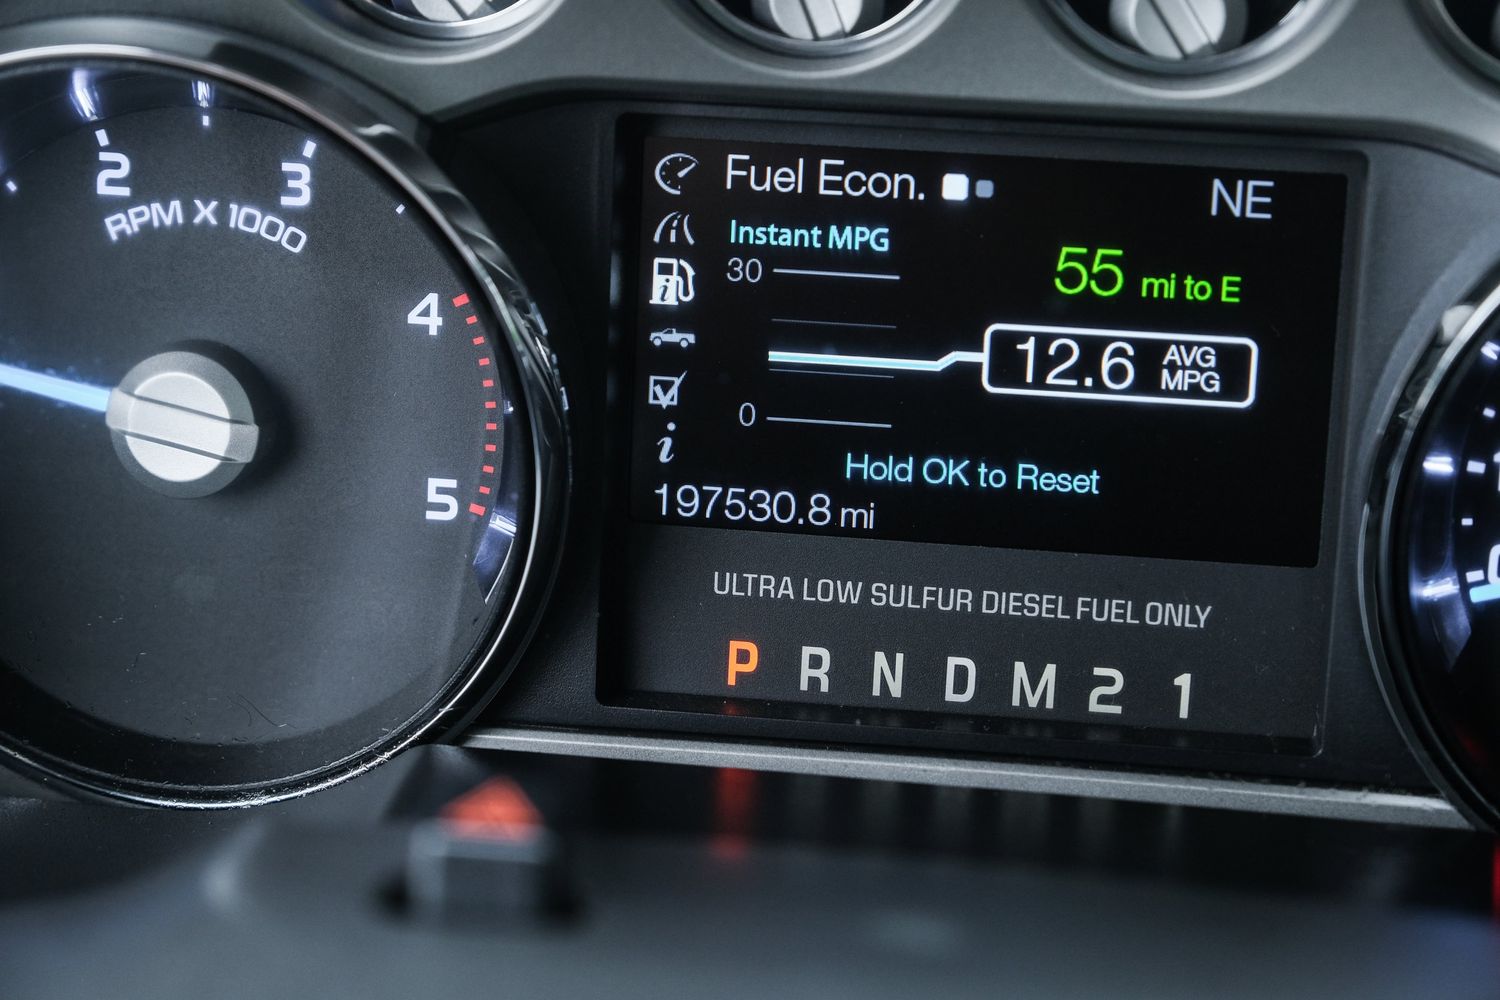 2
3
RPM X 1000
4
5
Fuel Econ.
NE
Instant MPG
30
55 mi to E
12.6 AVG MPG
0
i
Hold OK to Reset
197530.8 mi
ULTRA LOW SULFUR DIESEL FUEL ONLY
P R N D M 2 1